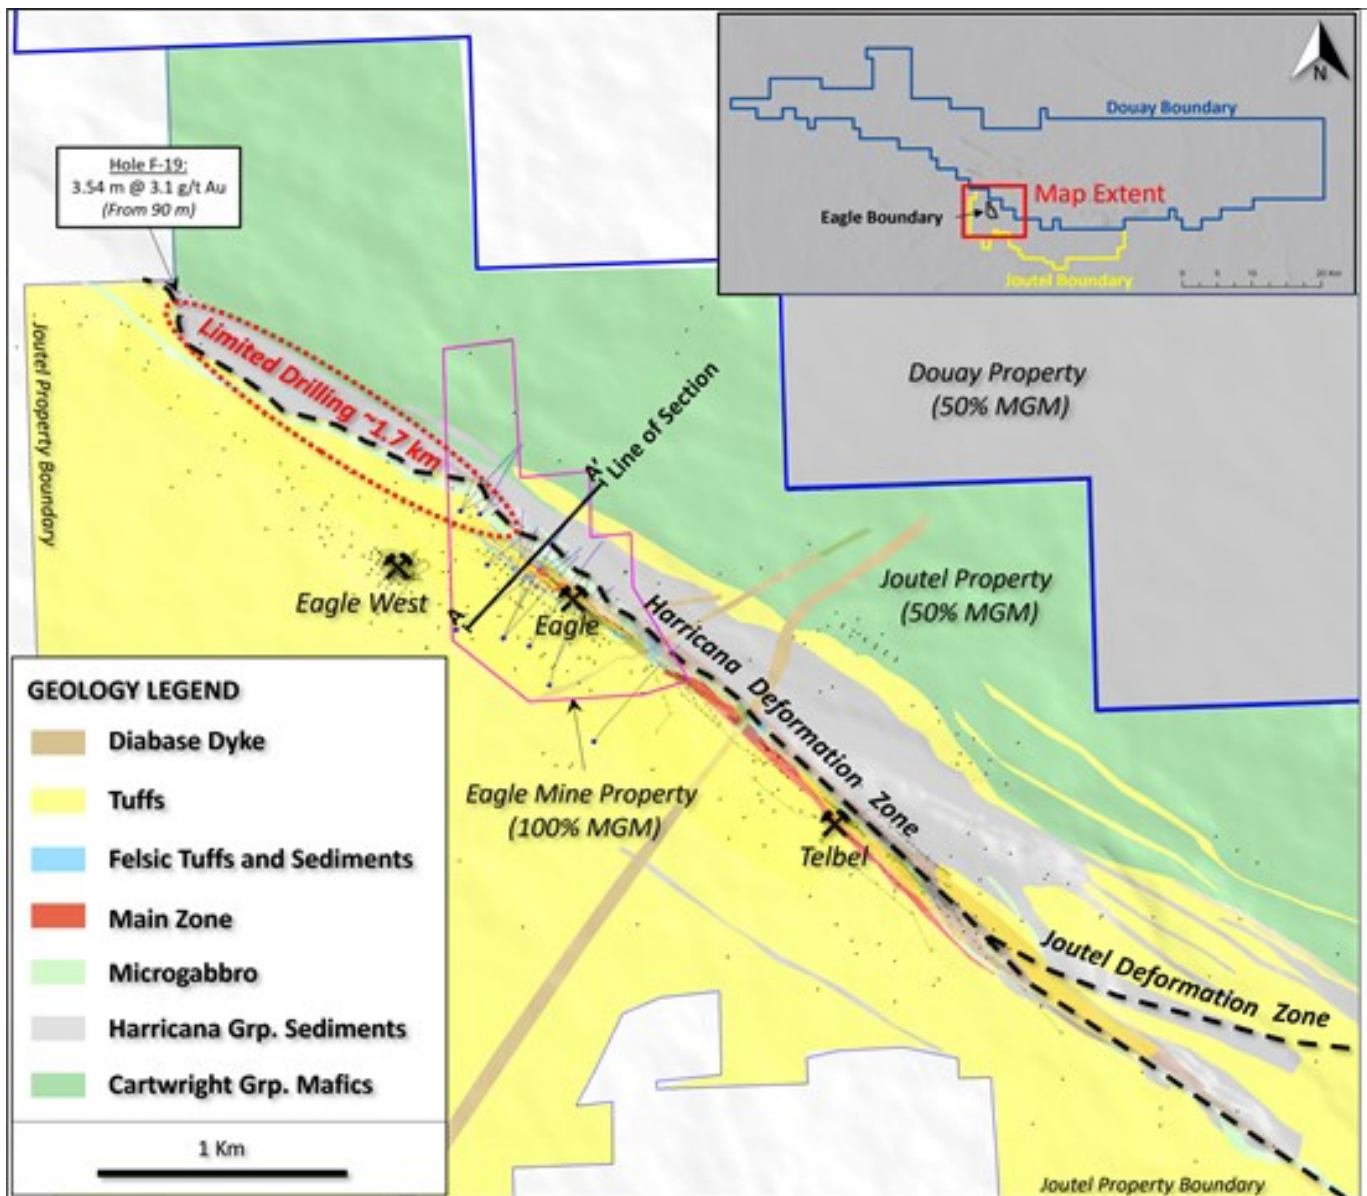 Hole F-19:
3.54 m @ 3.1 g/t Au
(From 90 m)
N
Douay Boundary
Map Extent
Eagle Boundary
Joutel Boundary
0 5 10 20 Km
Joutel Property Boundary
Limited Drilling ~1.7 km
A'
Line of Section
A
Douay Property
(50% MGM)
Joutel Property
(50% MGM)
Eagle West
Eagle
Harricana Deformation Zone
Eagle Mine Property
(100% MGM)
Telbel
Joutel Deformation Zone
GEOLOGY LEGEND
Diabase Dyke
Tuffs
Felsic Tuffs and Sediments
Main Zone
Microgabbro
Harricana Grp. Sediments
Cartwright Grp. Mafics
1 Km
Joutel Property Boundary